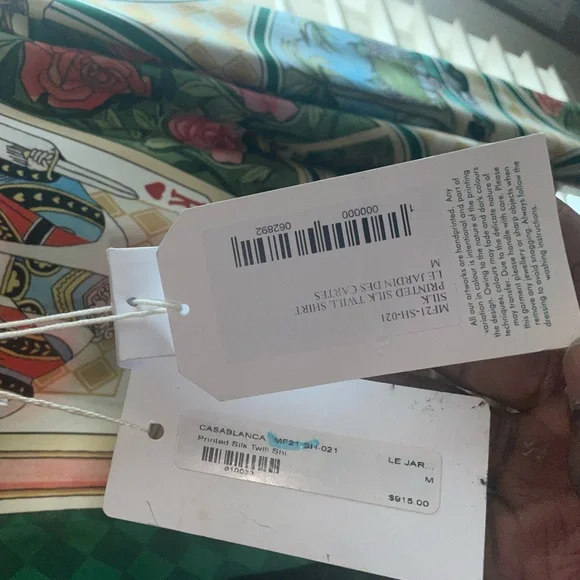 K
1 000000 062892
MF21-SH-021
SILK
PRINTED SILK TWILL SHIRT
LE JARDIN DES CARTES
M
All our artworks are handprinted. Any
variation in colour is intentional and part of
the nature of the printing
design. Owing to the delicate nature of
techniques, colours may fade and dark colours
may transfer. Please handle with care. Please
remove any jewellery or sharp objects when
this garment to avoid snagging. Always follow the
dressing
washing instructions.
CASABLANCA MF21-SH-021
Printed Silk Twill Shi
LE JAR...
M
$915.00